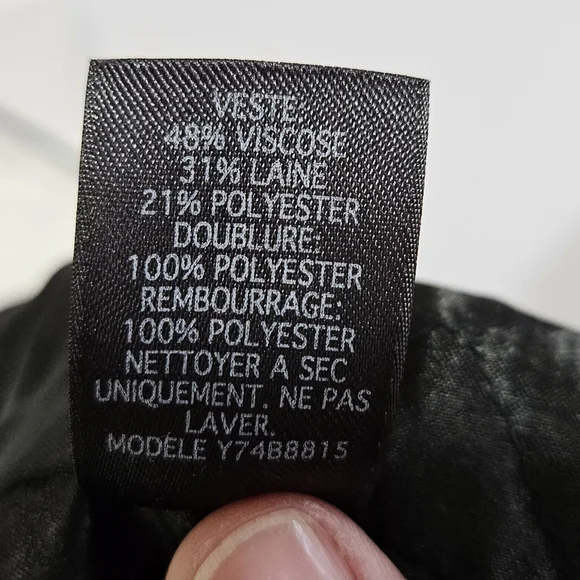 VESTE:
48% VISCOSE
31% LAINE
21% POLYESTER
DOUBLURE:
100% POLYESTER
REMBOURRAGE:
100% POLYESTER
NETTOYER A SEC
UNIQUEMENT. NE PAS
LAVER.
MODÈLE Y74B8815